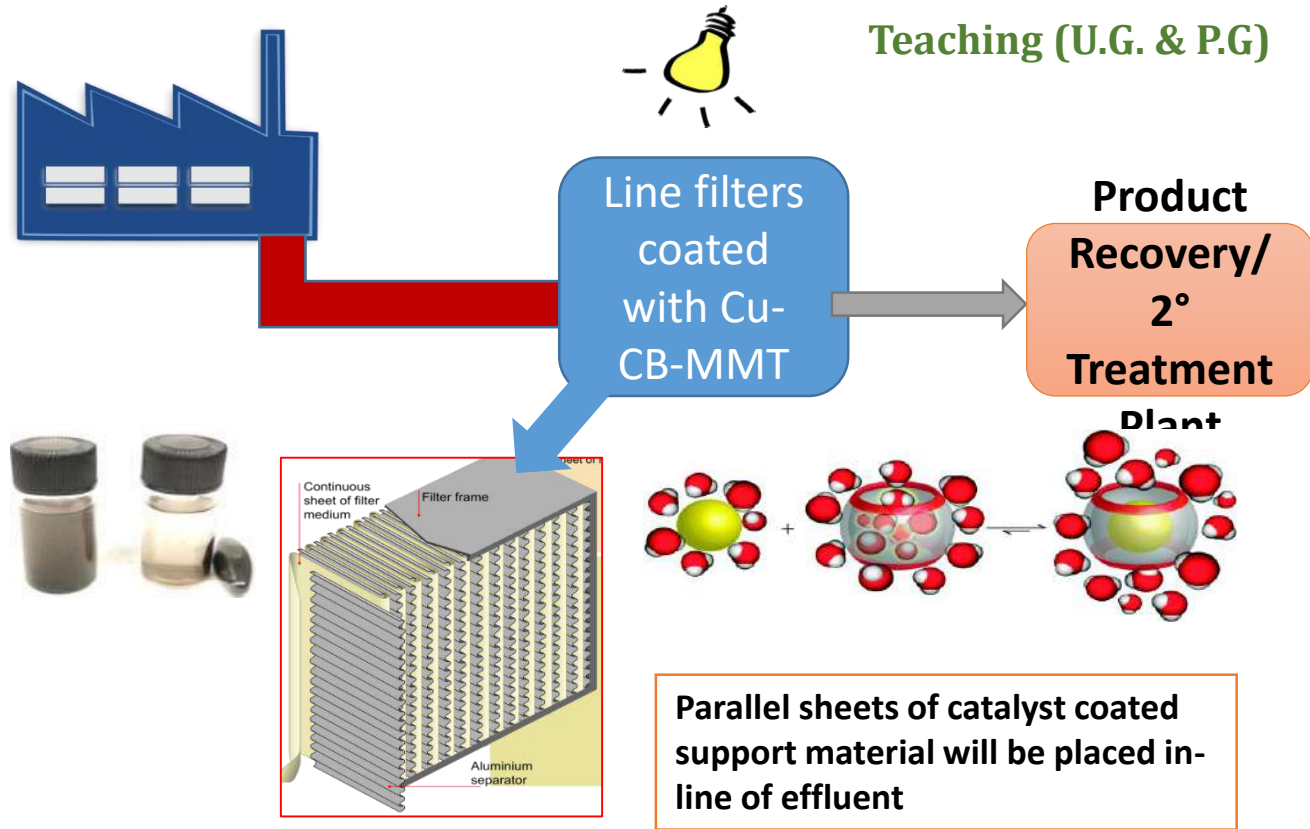 Teaching (U.G. & P.G)
Line filters
coated
with Cu-
CB-MMT
Product
Recovery/
2°
Treatment
Plant
Continuous
sheet of filter
medium
Filter frame
Aluminium
separator
+
Parallel sheets of catalyst coated
support material will be placed in-
line of effluent